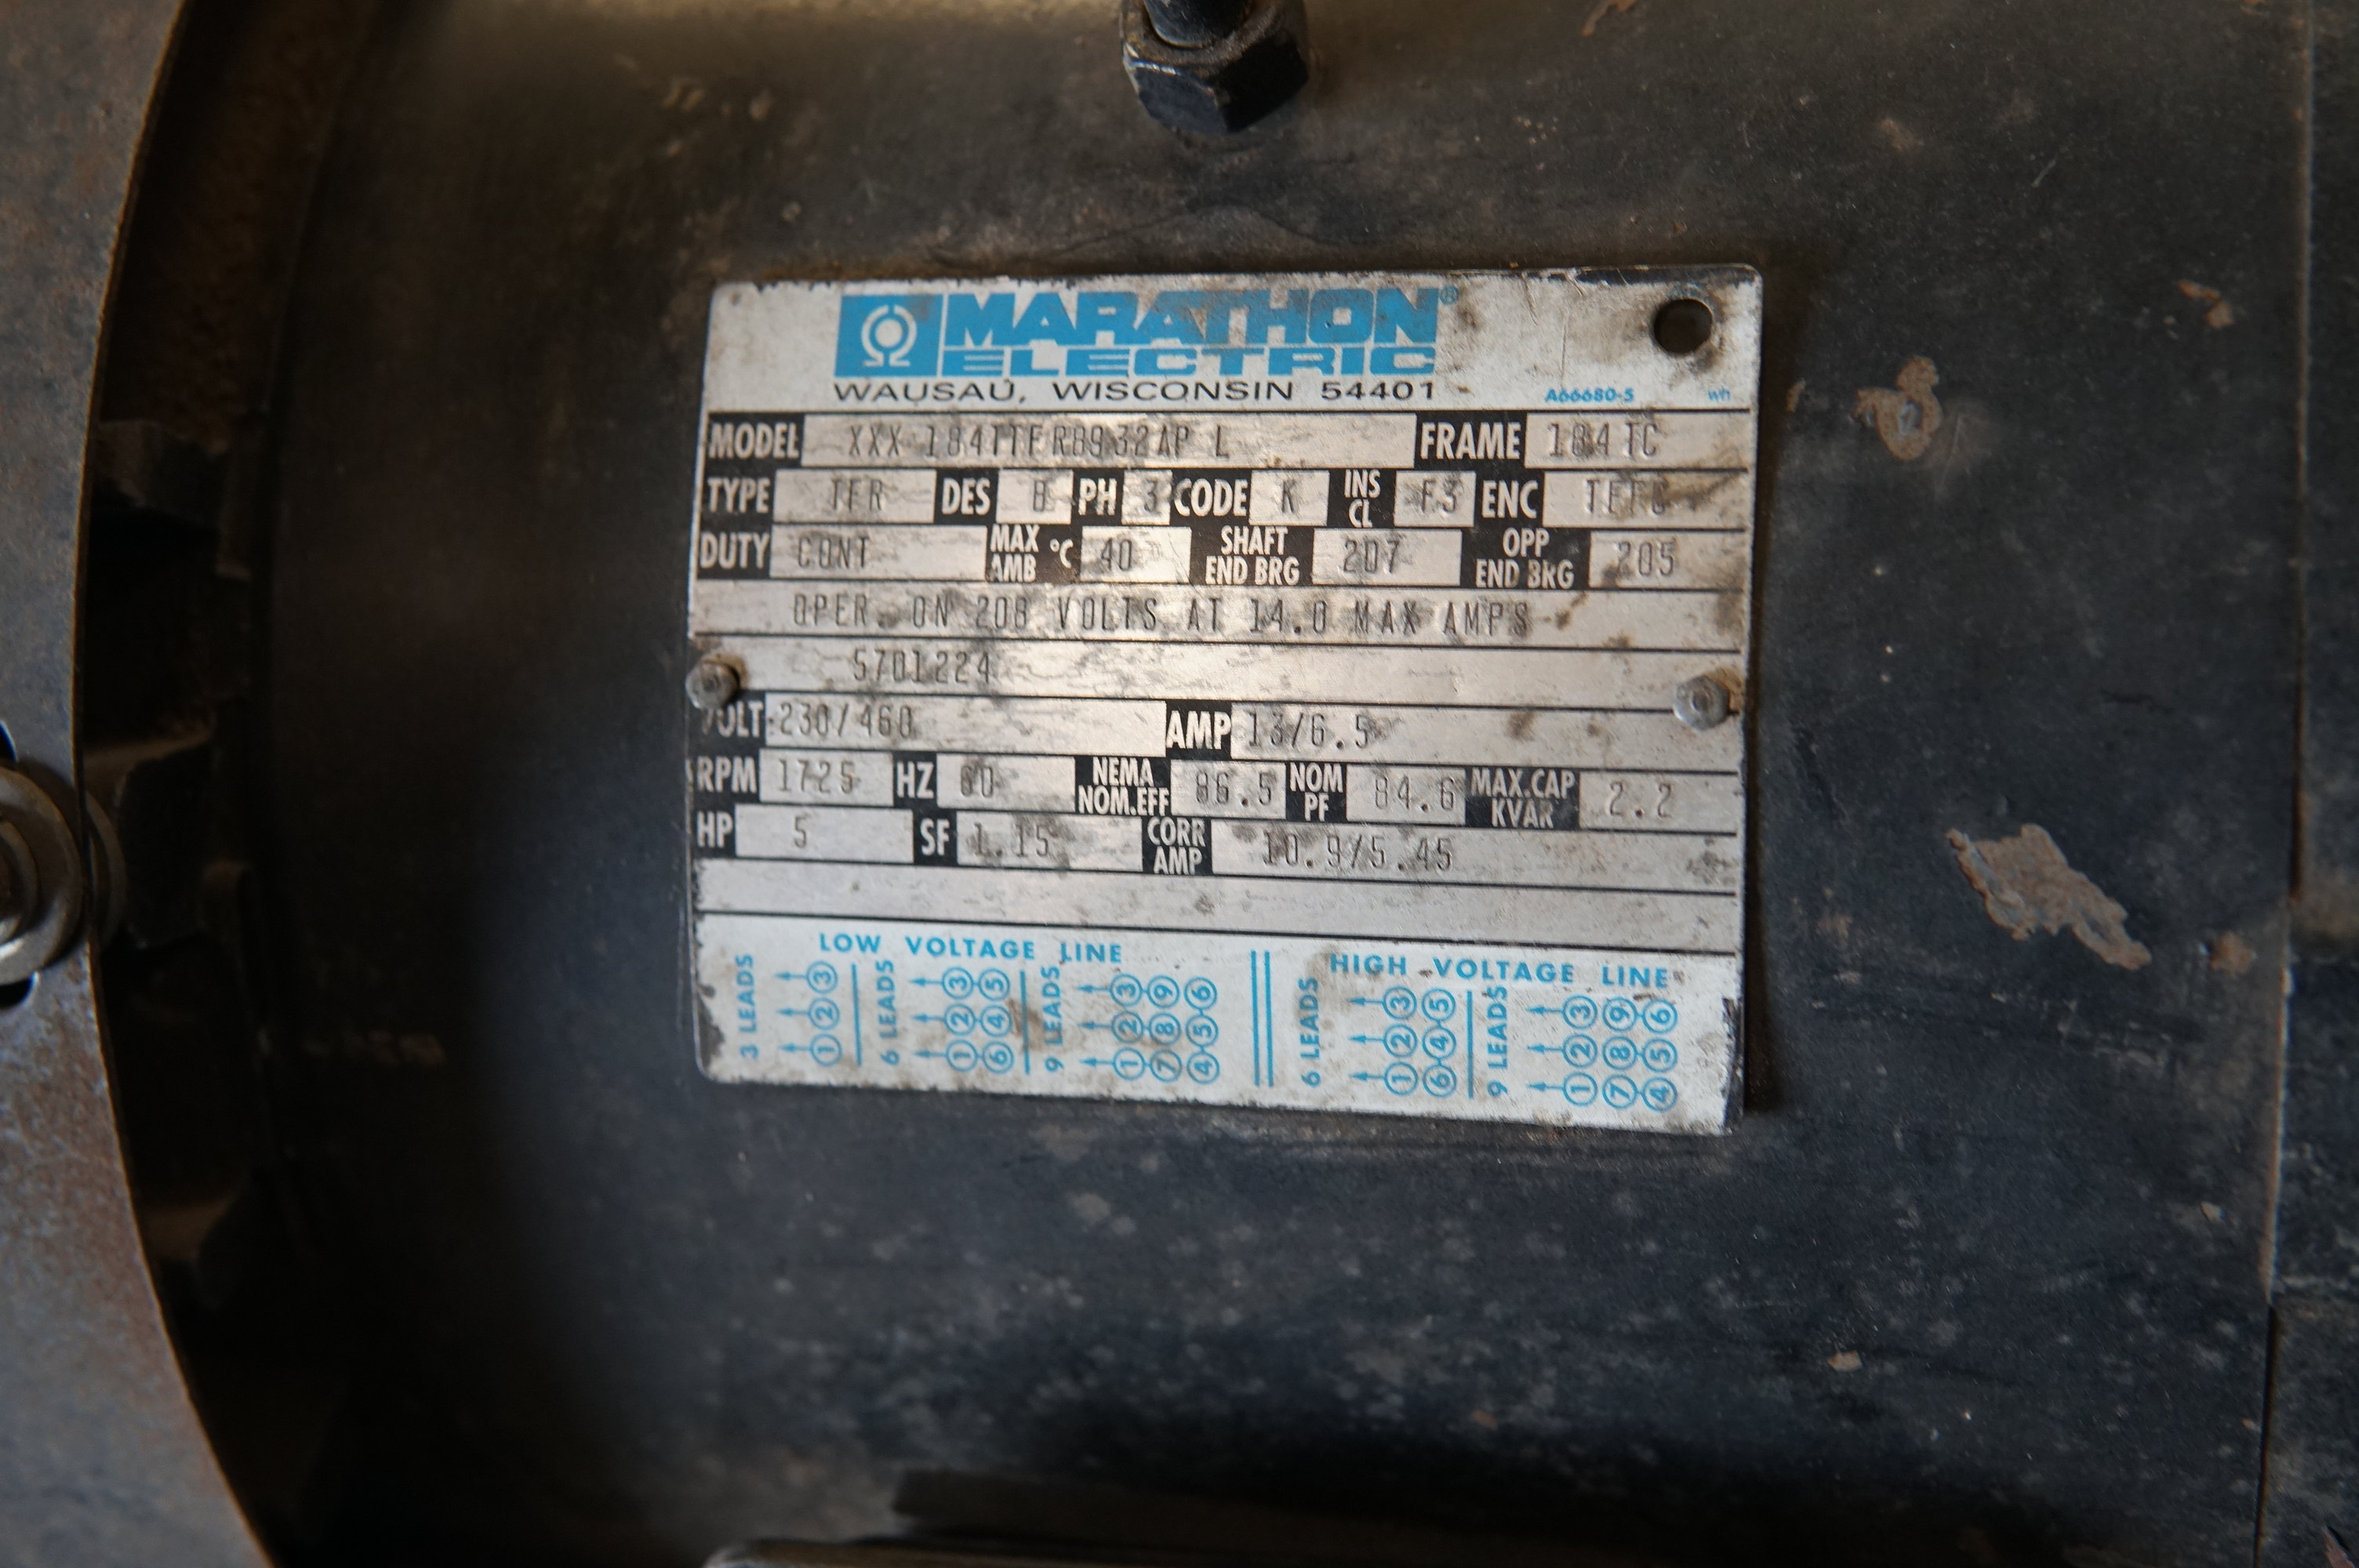 MARATHON®
ELECTRIC
WAUSAU, WISCONSIN 54401 A66680-5 wh
MODEL XXX 184TTFR8932AP L FRAME 184TC
TYPE TFR DES B PH 3 CODE K INS CL F3 ENC TEFC
DUTY CONT MAX AMB °C 40 SHAFT END BRG 207 OPP END BRG 205
OPER. ON 208 VOLTS AT 14.0 MAX AMPS
5701224
VOLT 230/460 AMP 13/6.5
RPM 1725 HZ 60 NEMA NOM.EFF 86.5 NOM PF 84.6 MAX.CAP KVAR 2.2
HP 5 SF 1.15 CORR AMP 10.9/5.45
LOW VOLTAGE LINE HIGH VOLTAGE LINE
3 LEADS 3 2 1
6 LEADS 3 5 2 4 1 6
9 LEADS 3 9 6 2 8 5 1 7 4
6 LEADS 3 5 2 4 1 6
9 LEADS 3 9 6 2 8 5 1 7 4